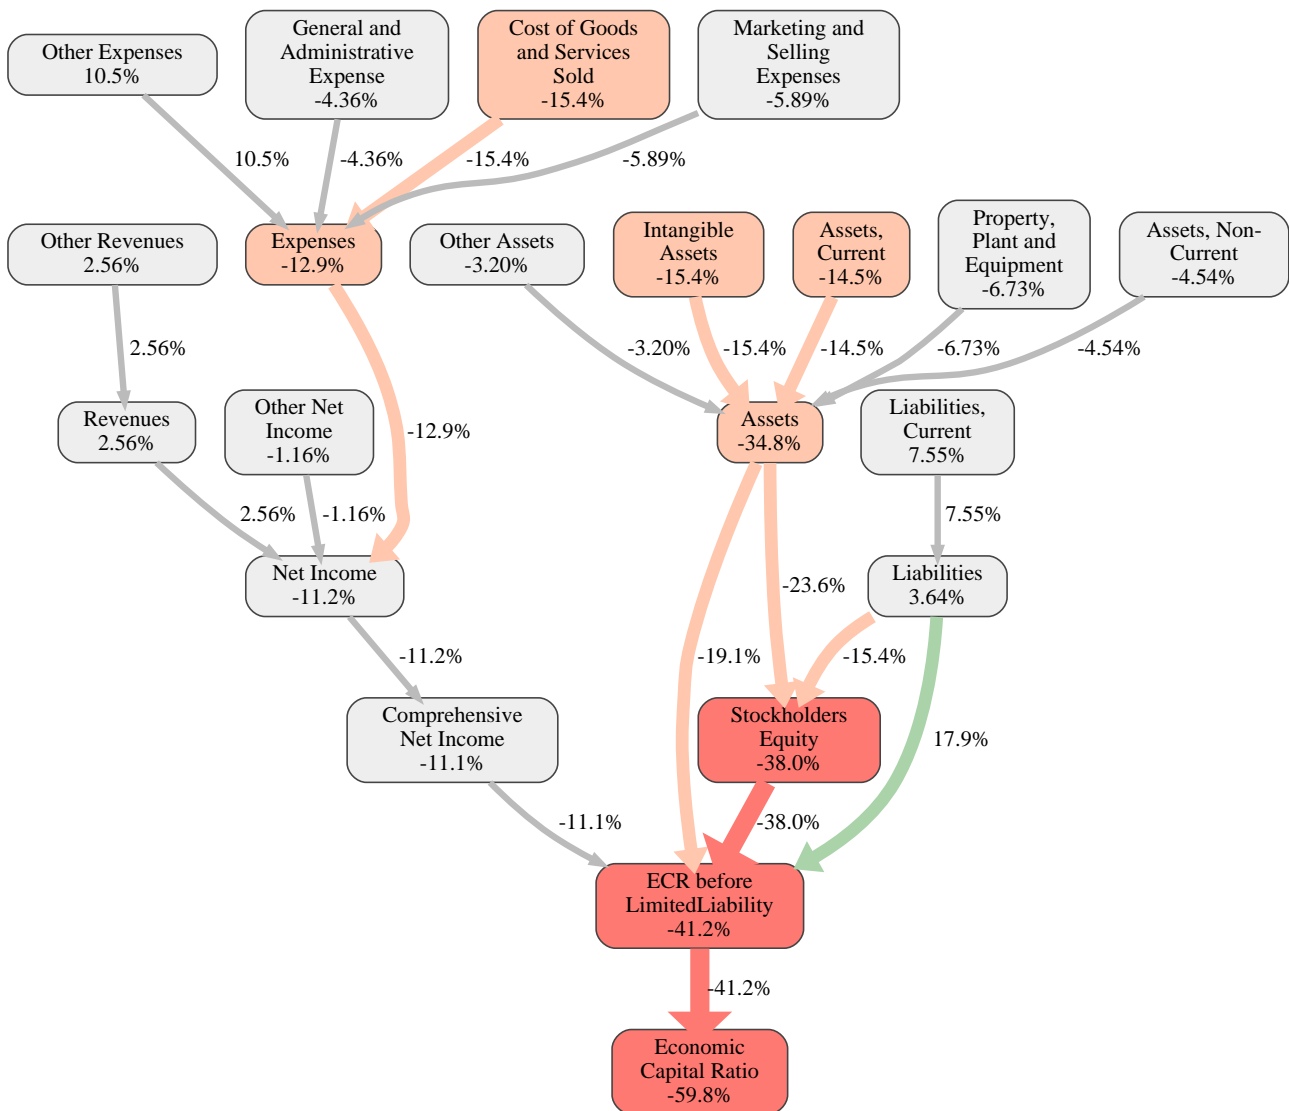 Other Expenses
10.5%
General and
Administrative
Expense
-4.36%
Cost of Goods
and Services
Sold
-15.4%
Marketing and
Selling
Expenses
-5.89%
10.5%
-4.36%
-15.4%
-5.89%
Other Revenues
2.56%
Expenses
-12.9%
Other Assets
-3.20%
Intangible
Assets
-15.4%
Assets,
Current
-14.5%
Property,
Plant and
Equipment
-6.73%
Assets, Non-
Current
-4.54%
2.56%
-3.20%
-15.4%
-14.5%
-6.73%
-4.54%
Revenues
2.56%
Other Net
Income
-1.16%
-12.9%
Assets
-34.8%
Liabilities,
Current
7.55%
2.56%
-1.16%
7.55%
Net Income
-11.2%
-23.6%
Liabilities
3.64%
-11.2%
-19.1%
-15.4%
Comprehensive
Net Income
-11.1%
Stockholders
Equity
-38.0%
17.9%
-11.1%
-38.0%
ECR before
LimitedLiability
-41.2%
-41.2%
Economic
Capital Ratio
-59.8%